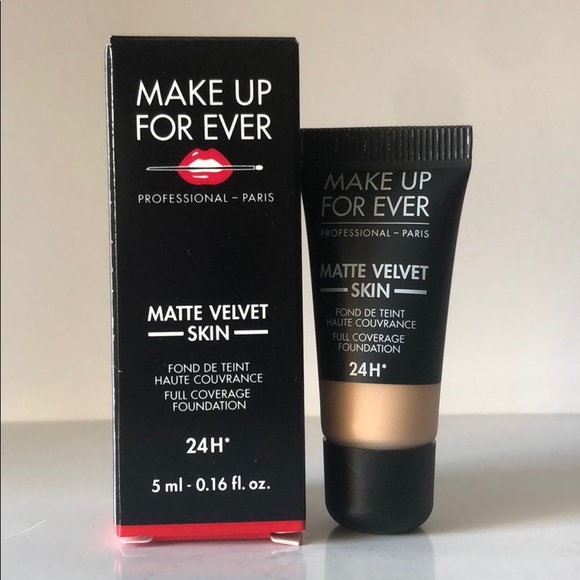 MAKE UP
FOR EVER
PROFESSIONAL – PARIS
MATTE VELVET
SKIN
FOND DE TEINT
HAUTE COUVRANCE
FULL COVERAGE
FOUNDATION
24H*
5 ml - 0.16 fl. oz.
MAKE UP
FOR EVER
PROFESSIONAL – PARIS
MATTE VELVET
SKIN
FOND DE TEINT
HAUTE COUVRANCE
FULL COVERAGE
FOUNDATION
24H*